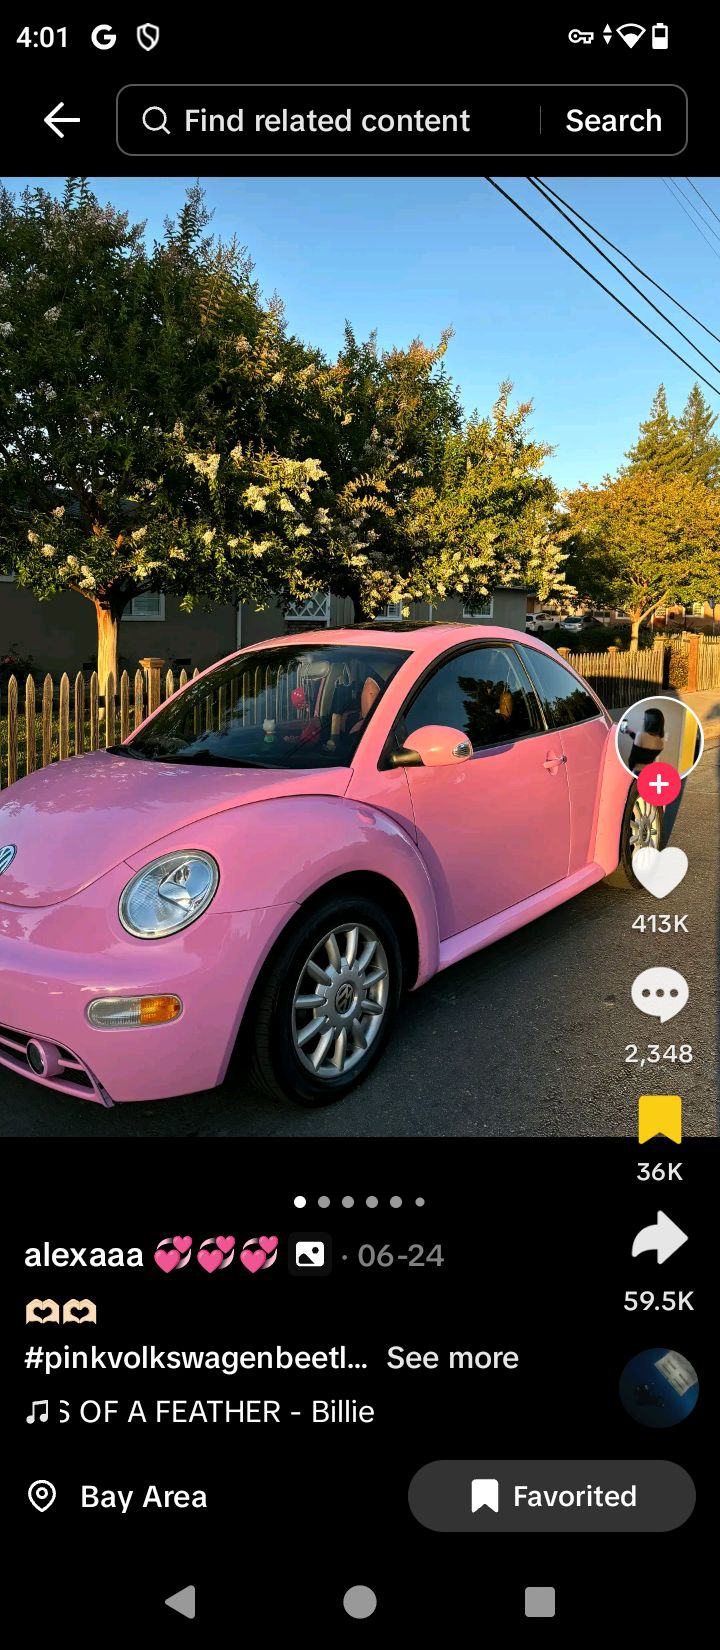 4:01
Find related content
Search
413K
2,348
36K
59.5K
alexaaa 💞💞💞 · 06-24
🫶🏻🫶🏻
#pinkvolkswagenbeetl... See more
S OF A FEATHER - Billie
Bay Area
Favorited